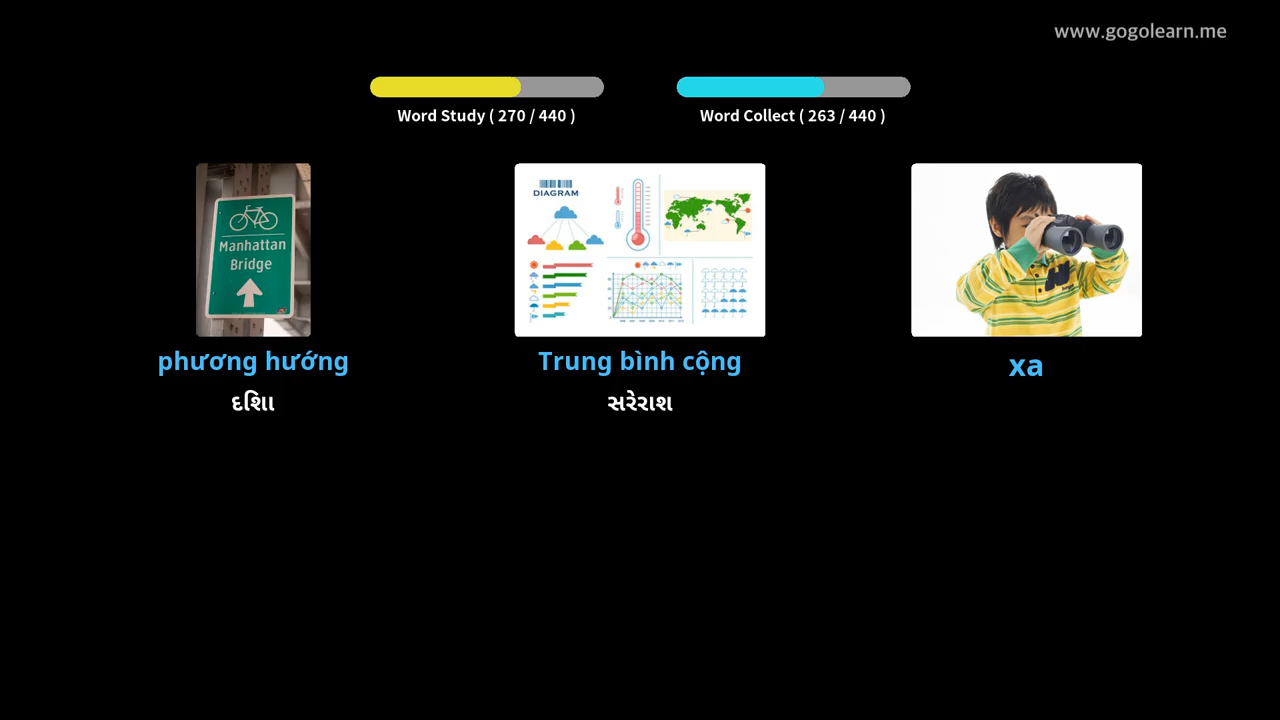 www.gogolearn.me
Word Study ( 270 / 440 )
Word Collect ( 263 / 440 )
Manhattan
Bridge
DIAGRAM
phương hướng
Trung bình cộng
xa
દિશા
સરેરાશ